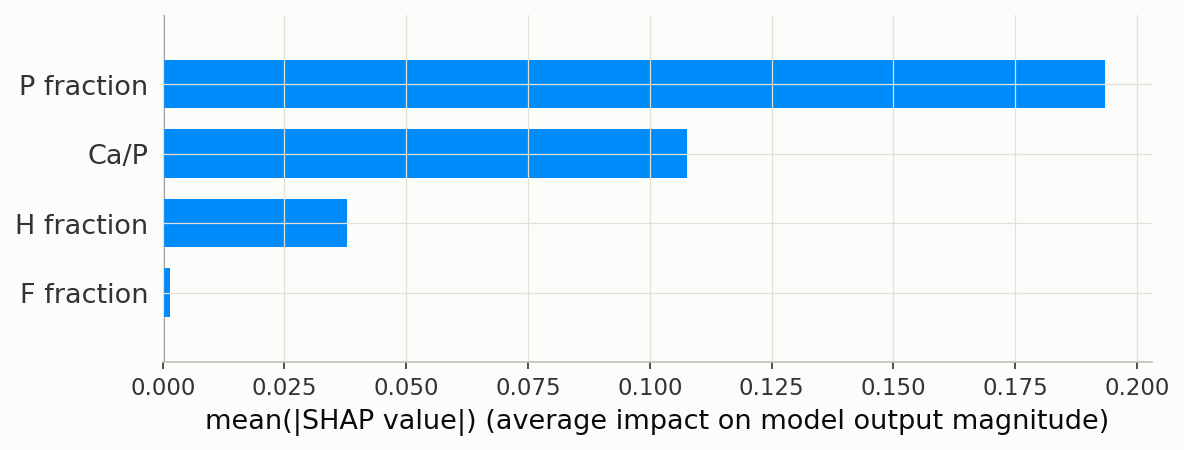 P fraction
Ca/P
H fraction
F fraction
0.000 0.025 0.050 0.075 0.100 0.125 0.150 0.175 0.200
mean(|SHAP value|) (average impact on model output magnitude)